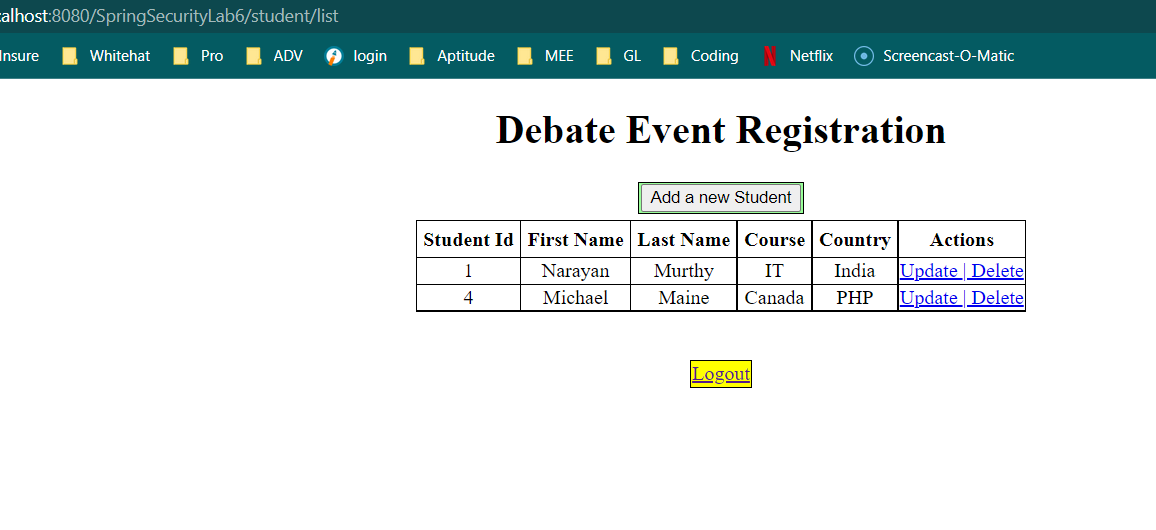 calhost:8080/SpringSecurityLab6/student/list
Insure Whitehat Pro ADV login Aptitude MEE GL Coding Netflix Screencast-O-Matic
Debate Event Registration
Add a new Student
Student Id First Name Last Name Course Country Actions
1 Narayan Murthy IT India Update | Delete
4 Michael Maine Canada PHP Update | Delete
Logout